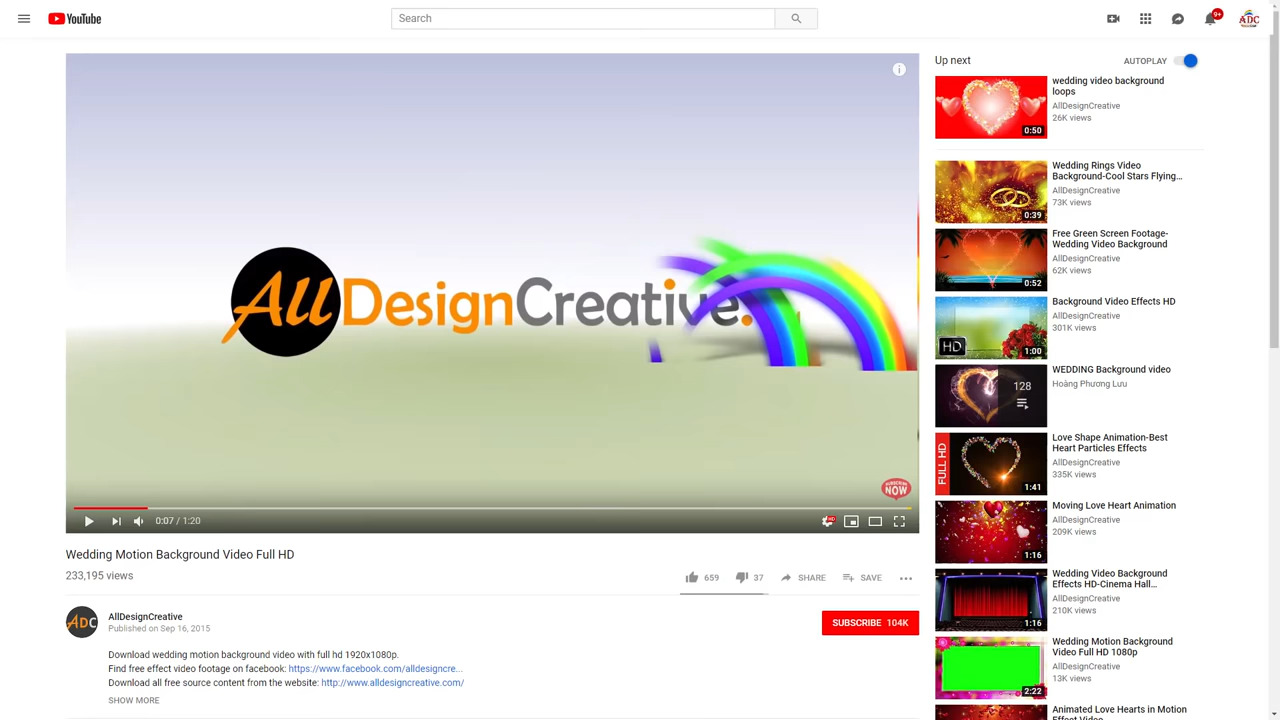 YouTube
Search
9+
ADC
AllDesignCreative.
SUBSCRIBE
NOW
0:07 / 1:20
HD
Wedding Motion Background Video Full HD
233,195 views
659
37
SHARE
SAVE
ADC
AllDesignCreative
Published on Sep 16, 2015
SUBSCRIBE 104K
Download wedding motion background video with full hd 1920x1080p.
Find free effect video footage on facebook: https://www.facebook.com/alldesigncre...
Download all free source content from the website: http://www.alldesigncreative.com/
SHOW MORE
Up next
AUTOPLAY
0:50
wedding video background
loops
AllDesignCreative
26K views
0:39
Wedding Rings Video
Background-Cool Stars Flying...
AllDesignCreative
73K views
0:52
Free Green Screen Footage-
Wedding Video Background
AllDesignCreative
62K views
HD
1:00
Background Video Effects HD
AllDesignCreative
301K views
128
WEDDING Background video
Hoàng Phương Lưu
FULL HD
1:41
Love Shape Animation-Best
Heart Particles Effects
AllDesignCreative
335K views
1:16
Moving Love Heart Animation
AllDesignCreative
209K views
1:16
Wedding Video Background
Effects HD-Cinema Hall...
AllDesignCreative
210K views
2:22
Wedding Motion Background
Video Full HD 1080p
AllDesignCreative
13K views
Animated Love Hearts in Motion
Effect Video